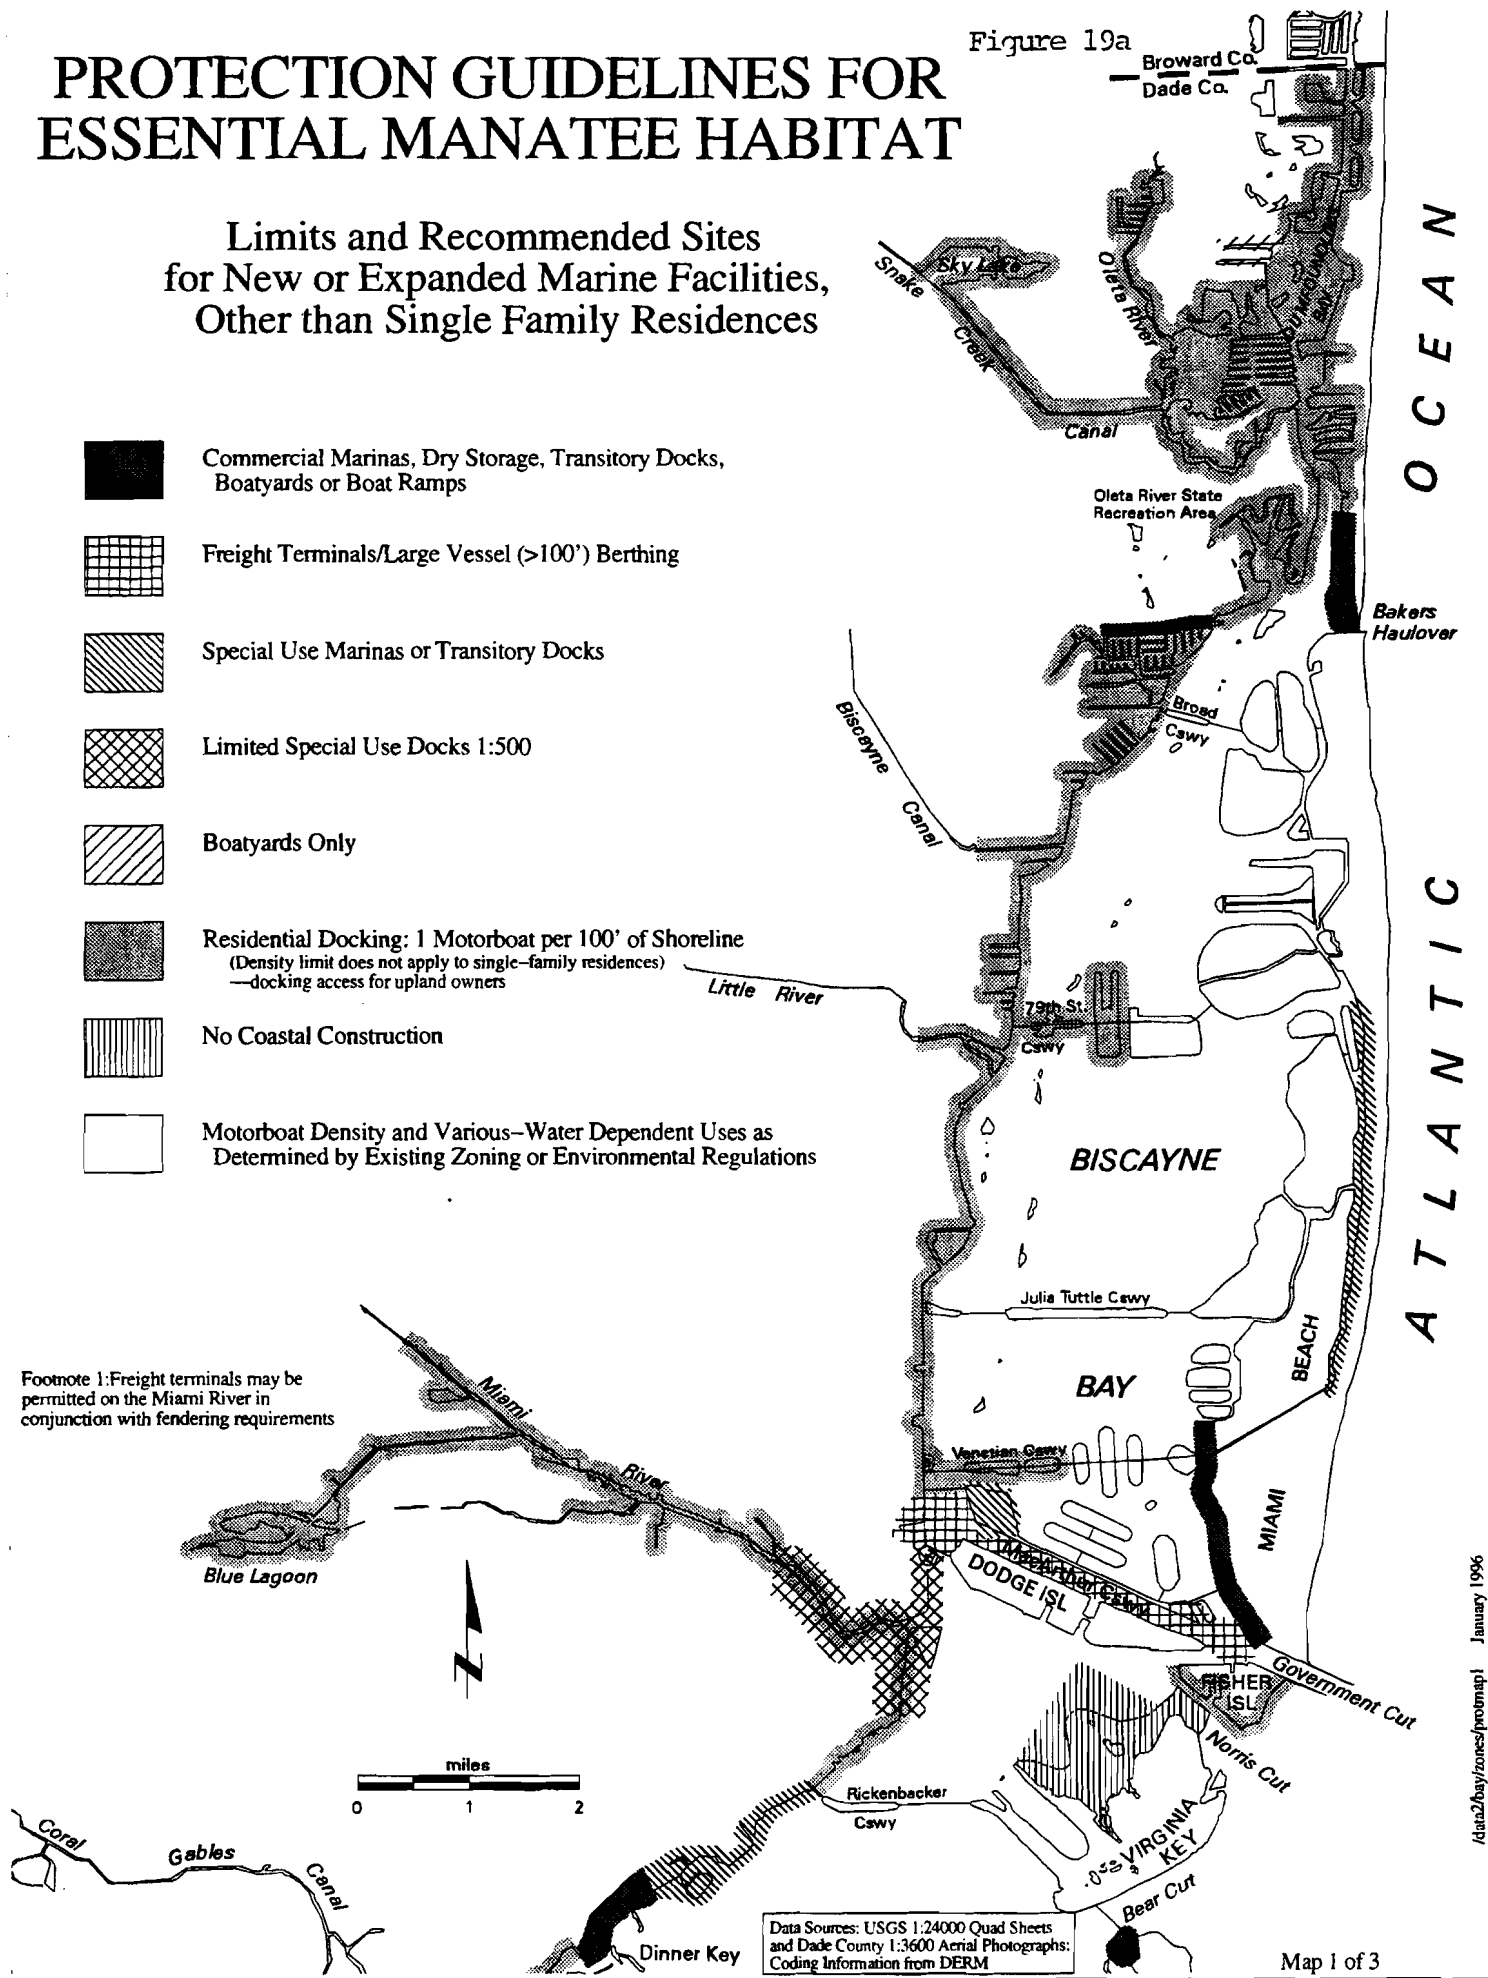 Figure 19a
PROTECTION GUIDELINES FOR
ESSENTIAL MANATEE HABITAT
Limits and Recommended Sites
for New or Expanded Marine Facilities,
Other than Single Family Residences
Commercial Marinas, Dry Storage, Transitory Docks,
Boatyards or Boat Ramps
Freight Terminals/Large Vessel (>100') Berthing
Special Use Marinas or Transitory Docks
Limited Special Use Docks 1:500
Boatyards Only
Residential Docking: 1 Motorboat per 100' of Shoreline
(Density limit does not apply to single-family residences)
—docking access for upland owners
No Coastal Construction
Motorboat Density and Various-Water Dependent Uses as
Determined by Existing Zoning or Environmental Regulations
Footnote 1:Freight terminals may be
permitted on the Miami River in
conjunction with fendering requirements
Broward Co.
Dade Co.
Snake
Creek
Canal
Sky Lake
Oleta River
DUMFOUNDLING
BAY
Oleta River State
Recreation Area
Bakers
Haulover
Broad
Cswy
Biscayne
Canal
Little River
79th St.
Cswy
BISCAYNE
BAY
ATLANTIC OCEAN
Julia Tuttle Cswy
MIAMI BEACH
Venetian Cswy
Miami
River
Blue Lagoon
MacArthur Cswy
DODGE ISL
FISHER
ISL
Government Cut
Norris Cut
Rickenbacker
Cswy
VIRGINIA
KEY
Bear Cut
N
miles
0 1 2
Coral
Gables
Canal
Dinner Key
Data Sources: USGS 1:24000 Quad Sheets
and Dade County 1:3600 Aerial Photographs:
Coding Information from DERM
Map 1 of 3
/data2/bay/zones/protmap1 January 1996